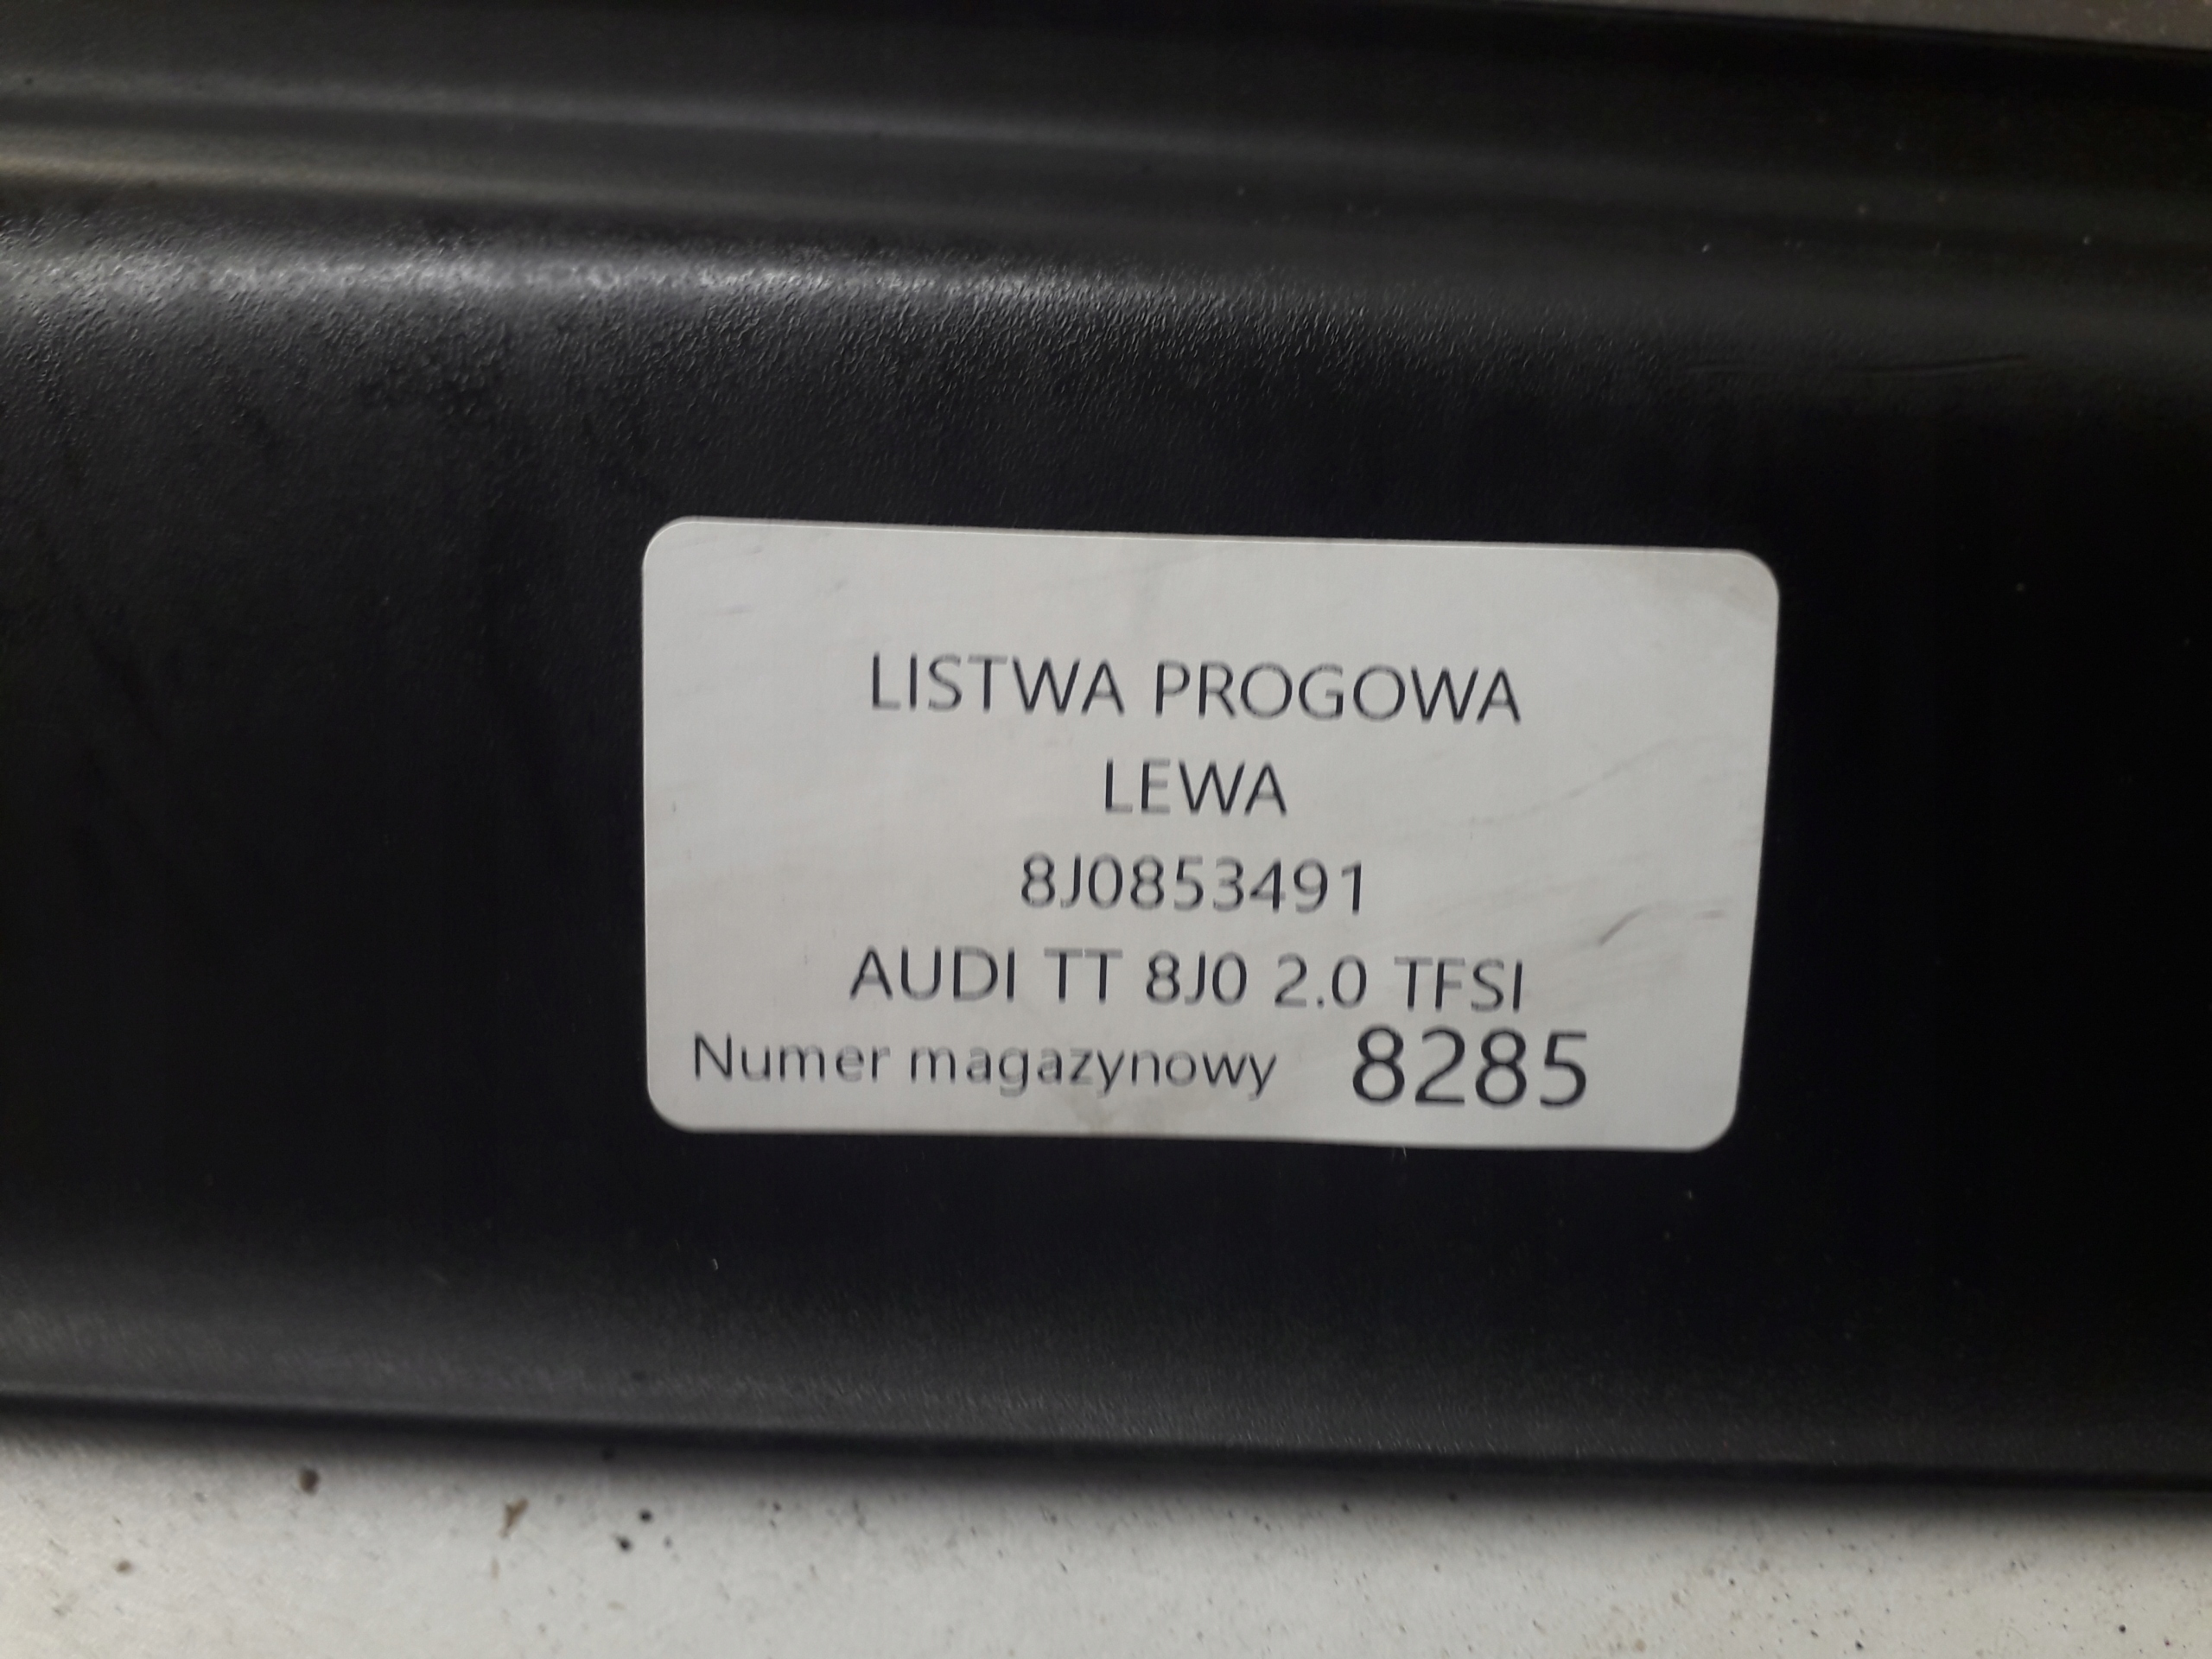 LISTWA PROGOWA
LEWA
8J0853491
AUDI TT 8J0 2.0 TFSI
Numer magazynowy 8285